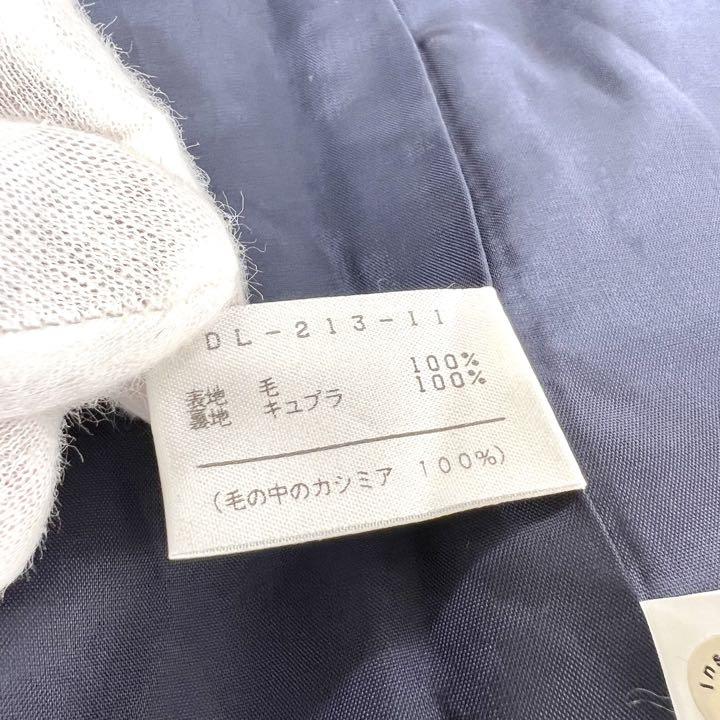 DL-213-11
表地 毛 100%
裏地 キュプラ 100%
(毛の中のカシミア 100%)
Ins